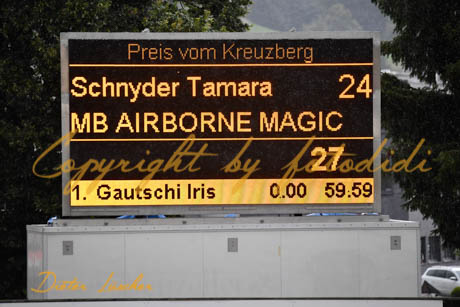 Preis vom Kreuzberg
Schnyder Tamara 24
MB AIRBORNE MAGIC
Copyright by fotodidi
27
1. Gautschi Iris 0.00 59.59
Dieter